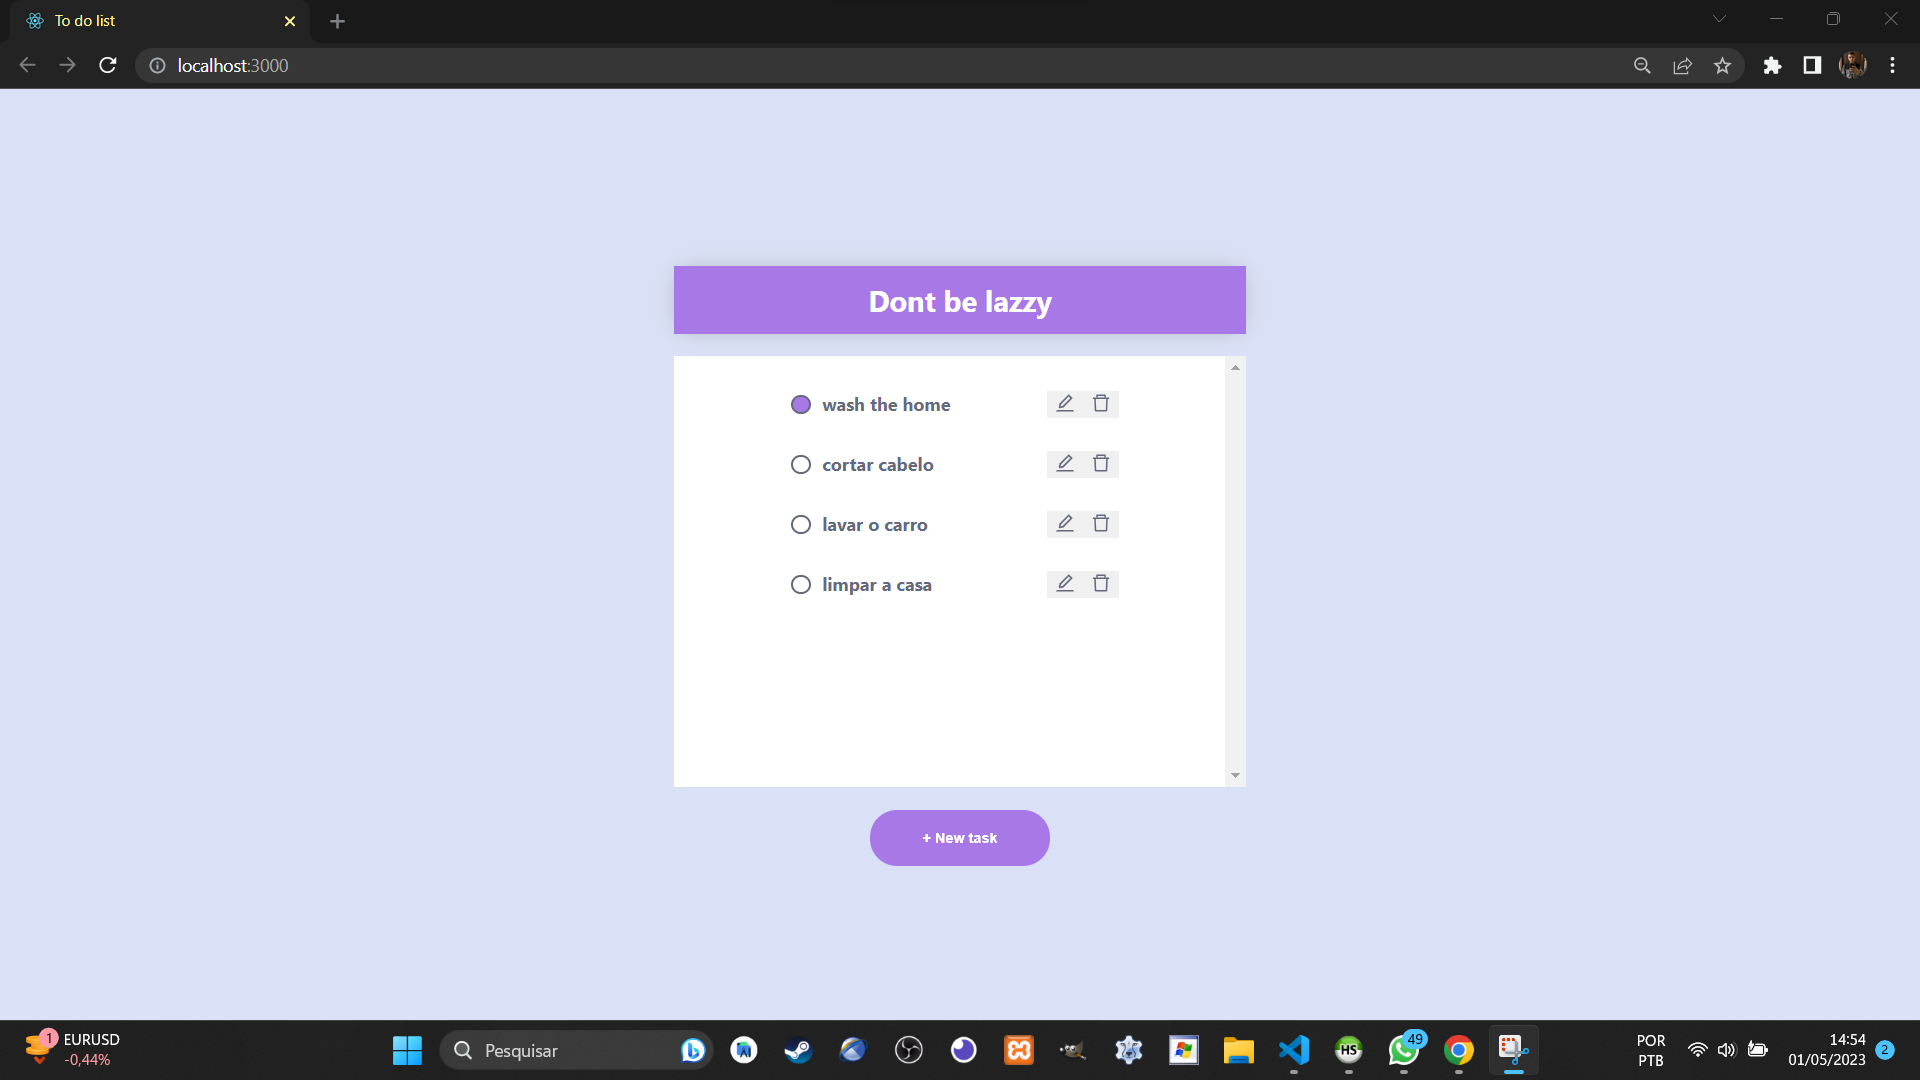 To do list
localhost:3000
Dont be lazzy
wash the home
cortar cabelo
lavar o carro
limpar a casa
+ New task
1
EURUSD
-0,44%
Pesquisar
HS
49
POR
PTB
14:54
01/05/2023
2